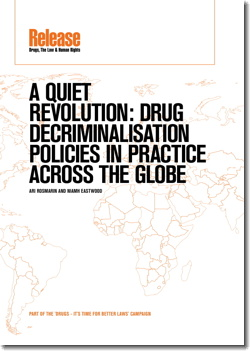 Release
Drugs, The Law & Human Rights
A QUIET
REVOLUTION: DRUG
DECRIMINALISATION
POLICIES IN PRACTICE
ACROSS THE GLOBE
ARI ROSMARIN AND NIAMH EASTWOOD
PART OF THE 'DRUGS - IT'S TIME FOR BETTER LAWS' CAMPAIGN